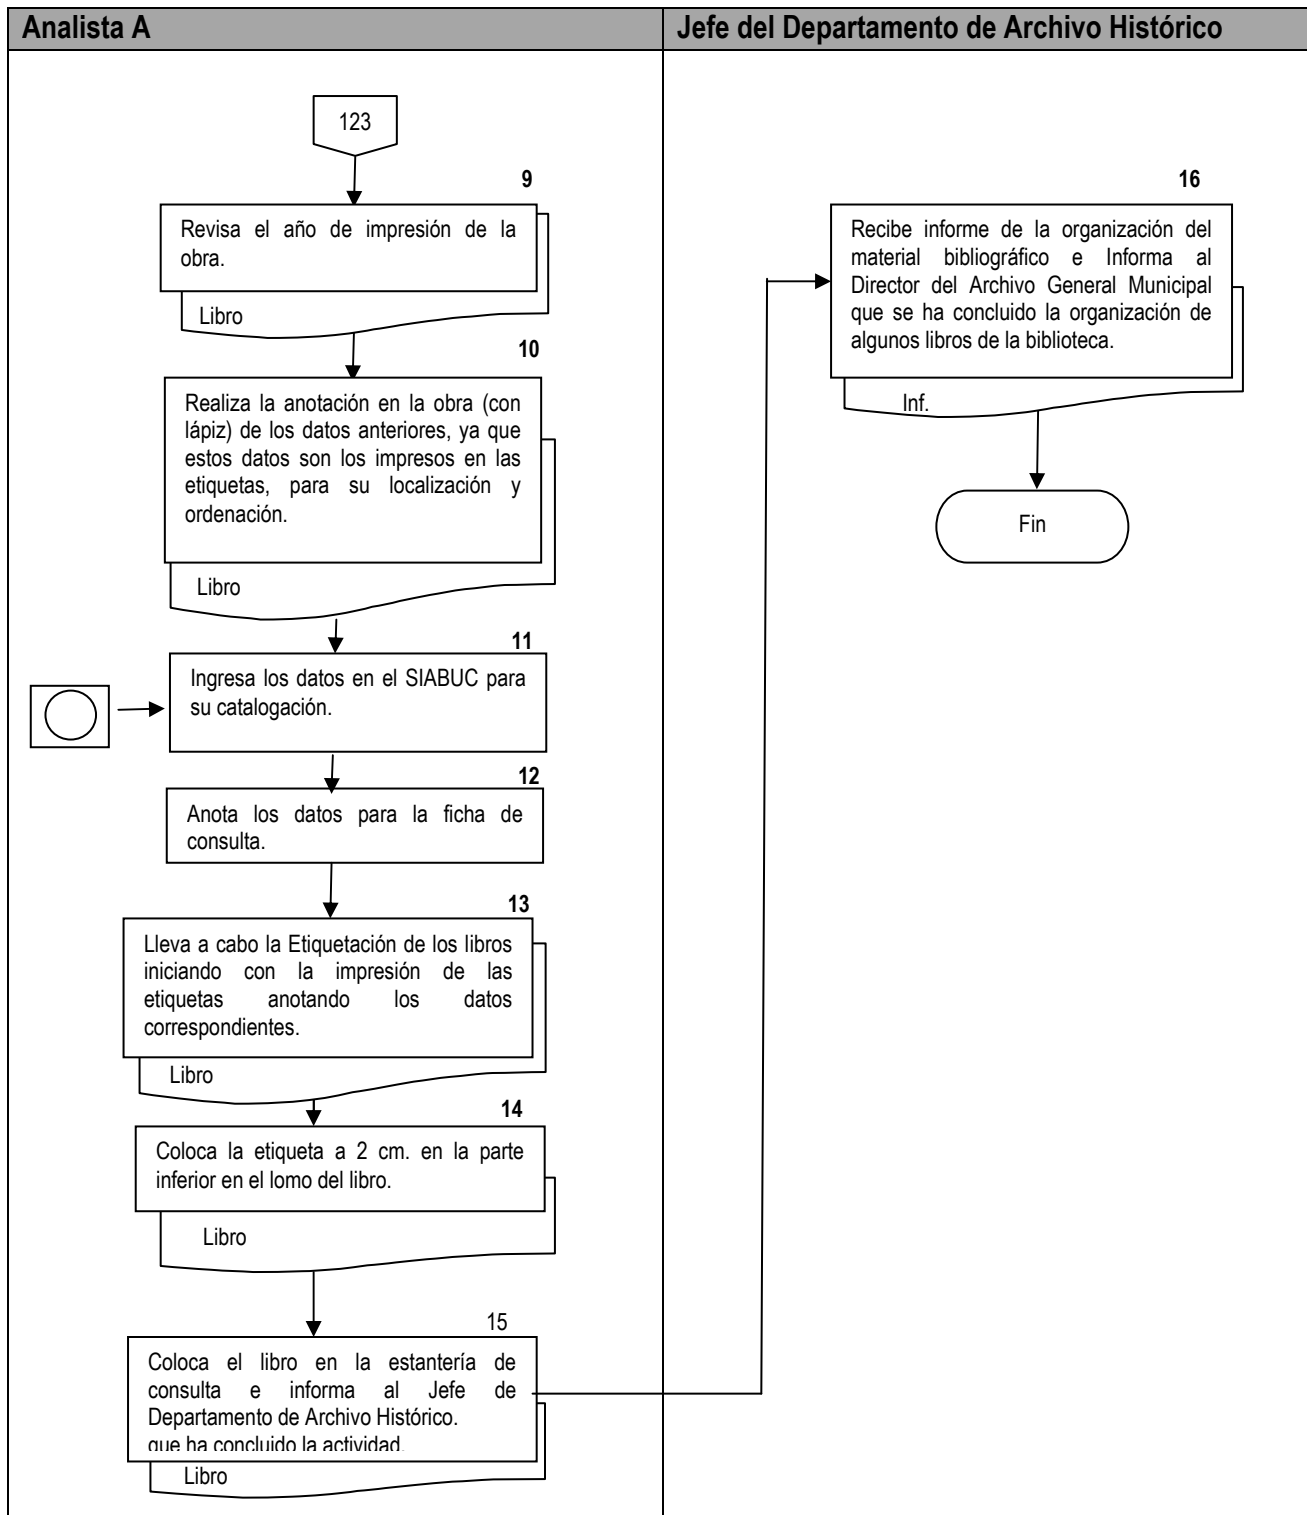 Analista A
Jefe del Departamento de Archivo Histórico
123
9
Revisa el año de impresión de la
obra.
Libro
10
Realiza la anotación en la obra (con
lápiz) de los datos anteriores, ya que
estos datos son los impresos en las
etiquetas, para su localización y
ordenación.
Libro
11
Ingresa los datos en el SIABUC para
su catalogación.
12
Anota los datos para la ficha de
consulta.
13
Lleva a cabo la Etiquetación de los libros
iniciando con la impresión de las
etiquetas anotando los datos
correspondientes.
Libro
14
Coloca la etiqueta a 2 cm. en la parte
inferior en el lomo del libro.
Libro
15
Coloca el libro en la estantería de
consulta e informa al Jefe de
Departamento de Archivo Histórico.
que ha concluido la actividad.
Libro
16
Recibe informe de la organización del
material bibliográfico e Informa al
Director del Archivo General Municipal
que se ha concluido la organización de
algunos libros de la biblioteca.
Inf.
Fin